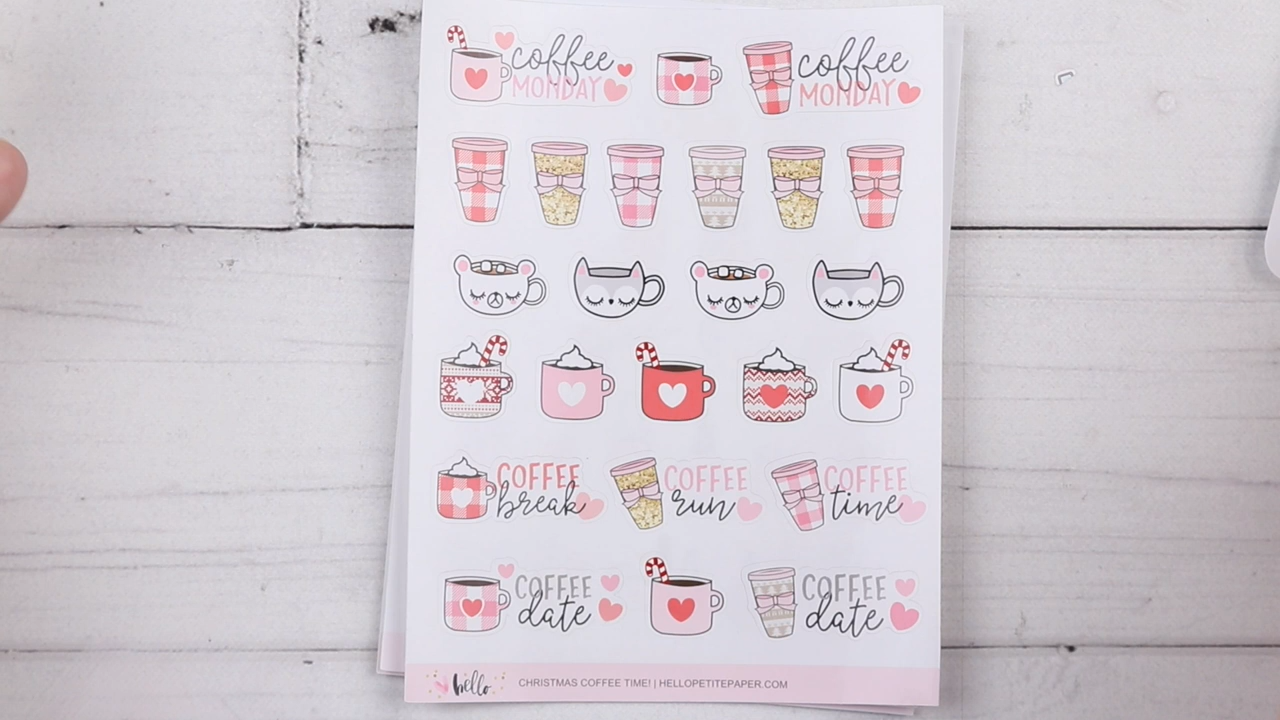 coffee
MONDAY
coffee
MONDAY
COFFEE
break
COFFEE
run
COFFEE
time
COFFEE
date
COFFEE
date
hello
CHRISTMAS COFFEE TIME! | HELLOPETITEPAPER.COM